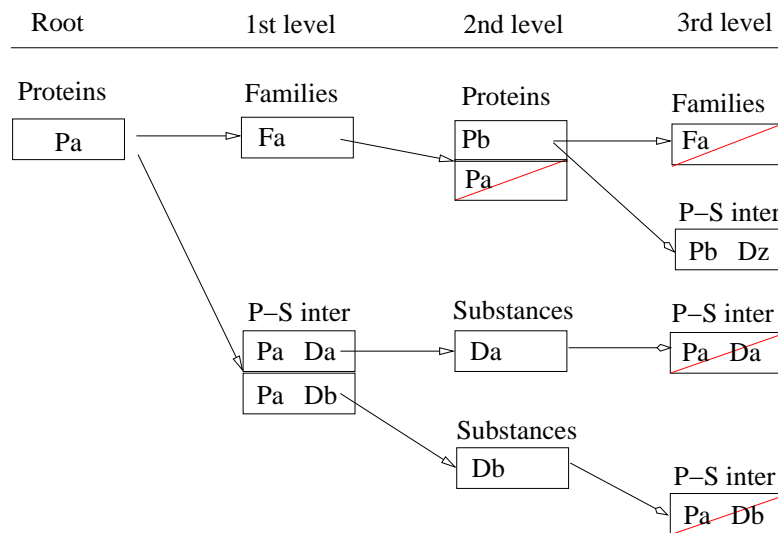 Root 1st level 2nd level 3rd level
Proteins Families Proteins Families
Pa Fa Pb Fa
Pa
P–S inter
Pb Dz
P–S inter Substances P–S inter
Pa Da Da Pa Da
Pa Db
Substances
Db
P–S inter
Pa Db